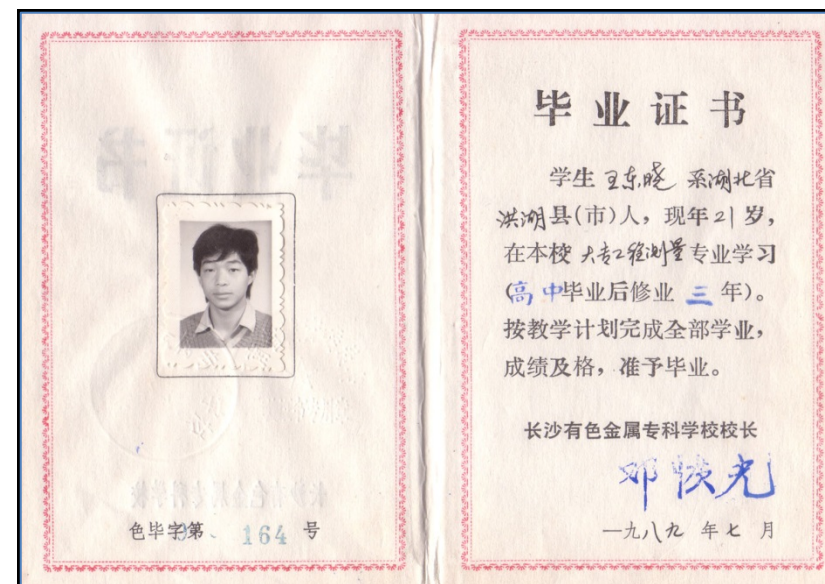 色毕字第 9、164 号
毕业证书
学生 王东晓 系湖北省
洪湖县(市)人，现年21岁，
在本校 大专工程测量专业学习
(高中毕业后修业 三 年)。
按教学计划完成全部学业，
成绩及格，准予毕业。
长沙有色金属专科学校校长
一九八九 年七 月